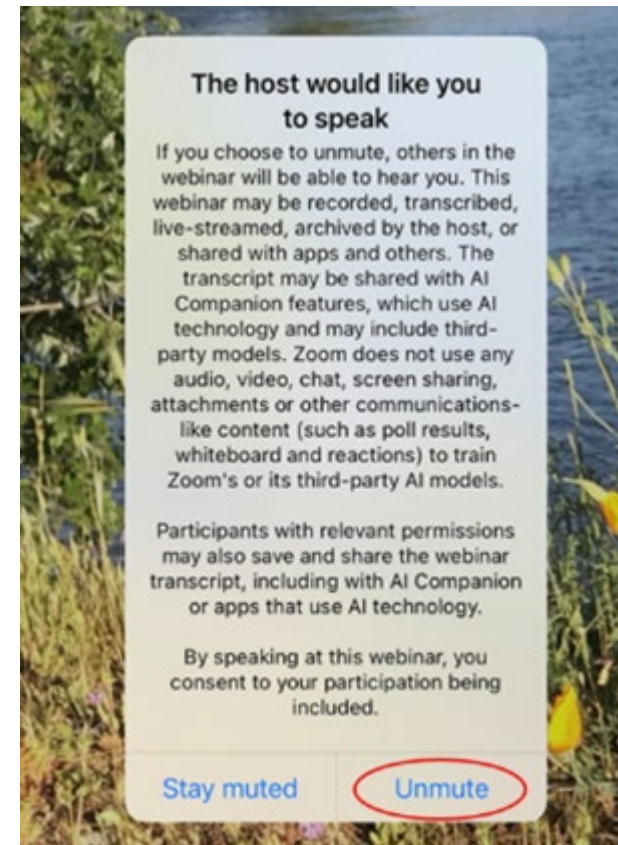 The host would like you
to speak
If you choose to unmute, others in the
webinar will be able to hear you. This
webinar may be recorded, transcribed,
live-streamed, archived by the host, or
shared with apps and others. The
transcript may be shared with AI
Companion features, which use AI
technology and may include third-
party models. Zoom does not use any
audio, video, chat, screen sharing,
attachments or other communications-
like content (such as poll results,
whiteboard and reactions) to train
Zoom's or its third-party AI models.
Participants with relevant permissions
may also save and share the webinar
transcript, including with AI Companion
or apps that use AI technology.
By speaking at this webinar, you
consent to your participation being
included.
Stay muted
Unmute